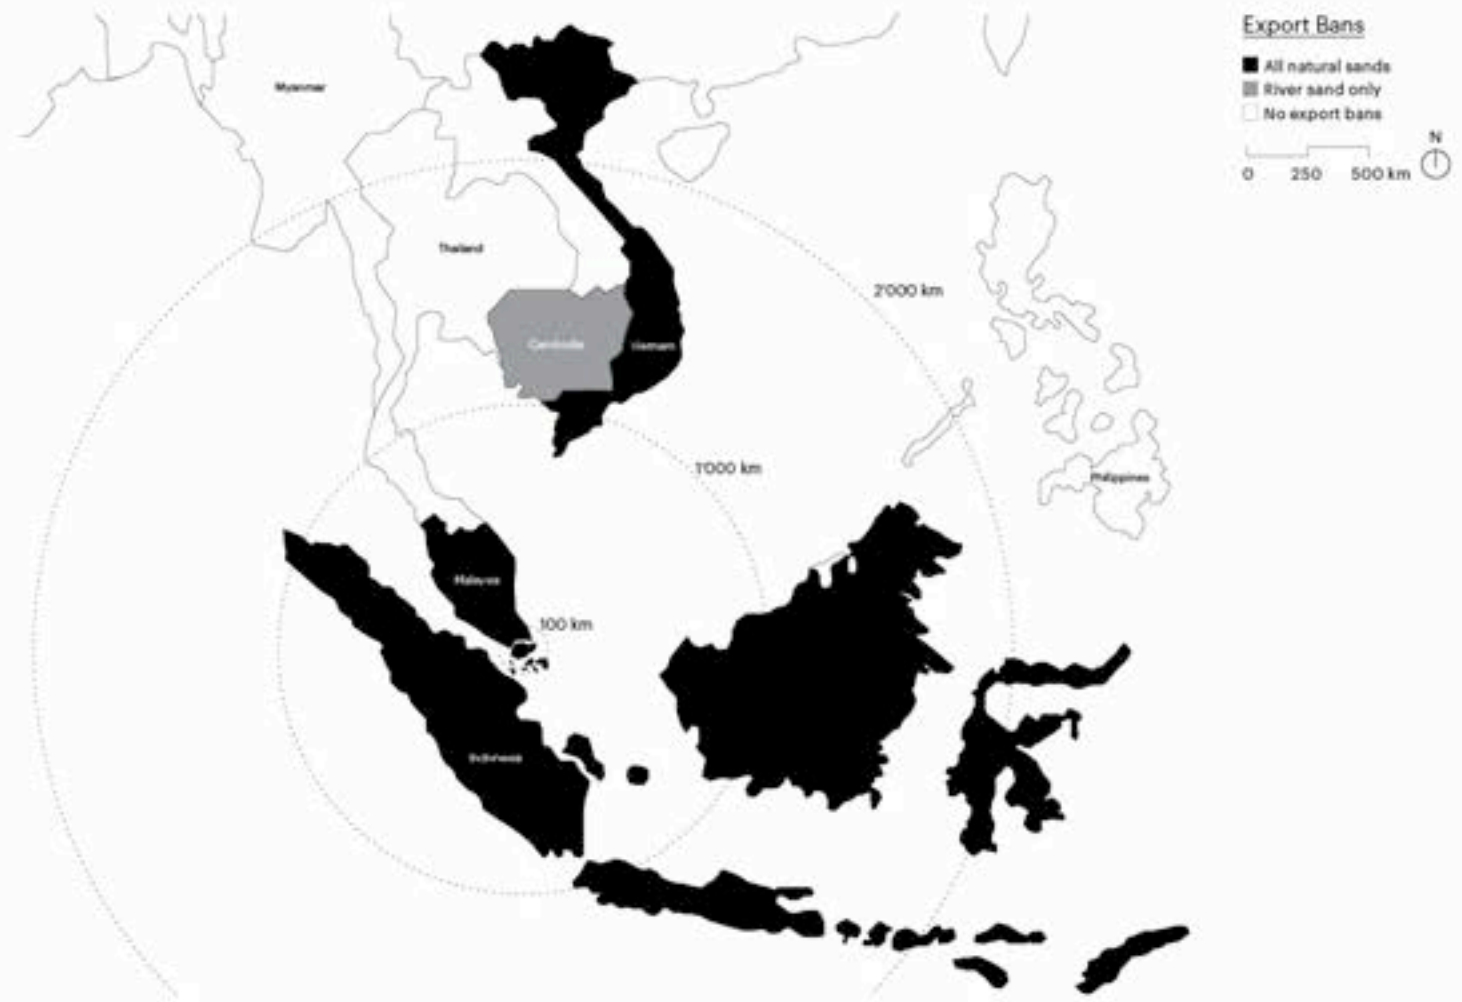 Export Bans
All natural sands
River sand only
No export bans
N
0 250 500 km
Myanmar
Thailand
2'000 km
Cambodia
Vietnam
1'000 km
Philippines
Malaysia
100 km
Indonesia